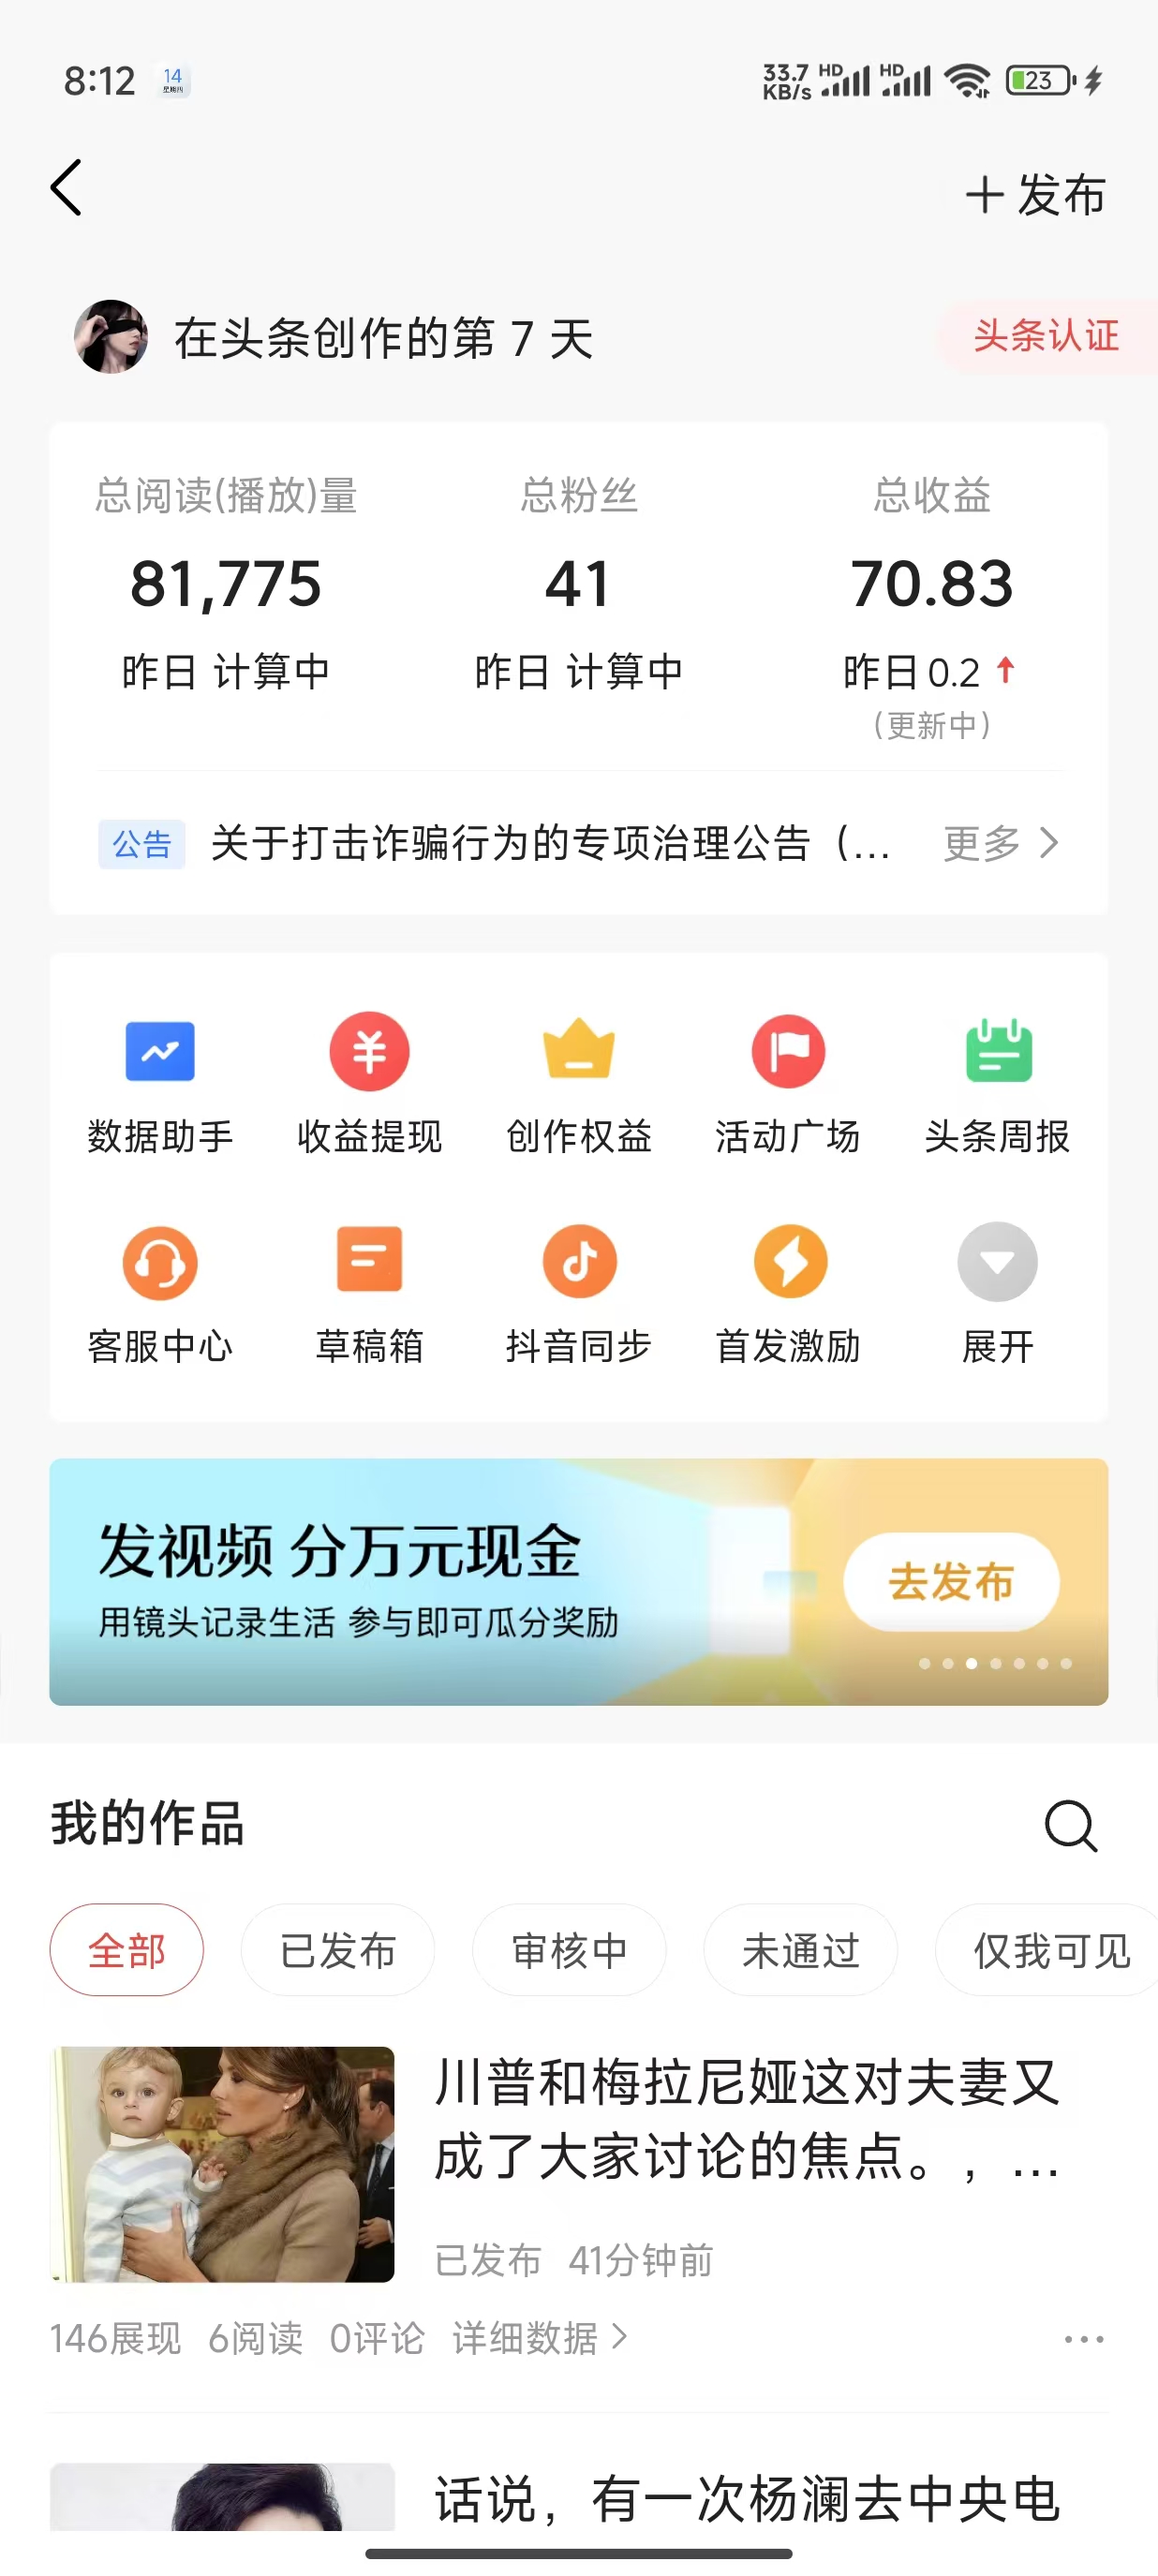 8:12
14
星期四
33.7
KB/s
HD
HD
23
发布
在头条创作的第 7 天
头条认证
总阅读(播放)量
总粉丝
总收益
81,775
41
70.83
昨日 计算中
昨日 计算中
昨日 0.2
(更新中)
公告
关于打击诈骗行为的专项治理公告（...
更多
数据助手
收益提现
创作权益
活动广场
头条周报
客服中心
草稿箱
抖音同步
首发激励
展开
发视频 分万元现金
用镜头记录生活 参与即可瓜分奖励
去发布
我的作品
全部
已发布
审核中
未通过
仅我可见
川普和梅拉尼娅这对夫妻又
成了大家讨论的焦点。，...
已发布 41分钟前
146展现 6阅读 0评论 详细数据
话说，有一次杨澜去中央电